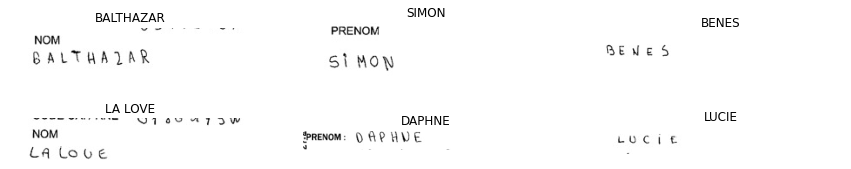 BALTHAZAR
NOM
BALTHAZAR
SIMON
PRENOM
SIMON
BENES
BENES
LA LOVE
NOM
LA LOUE
DAPHNE
PRENOM : DAPHNE
LUCIE
LUCIE